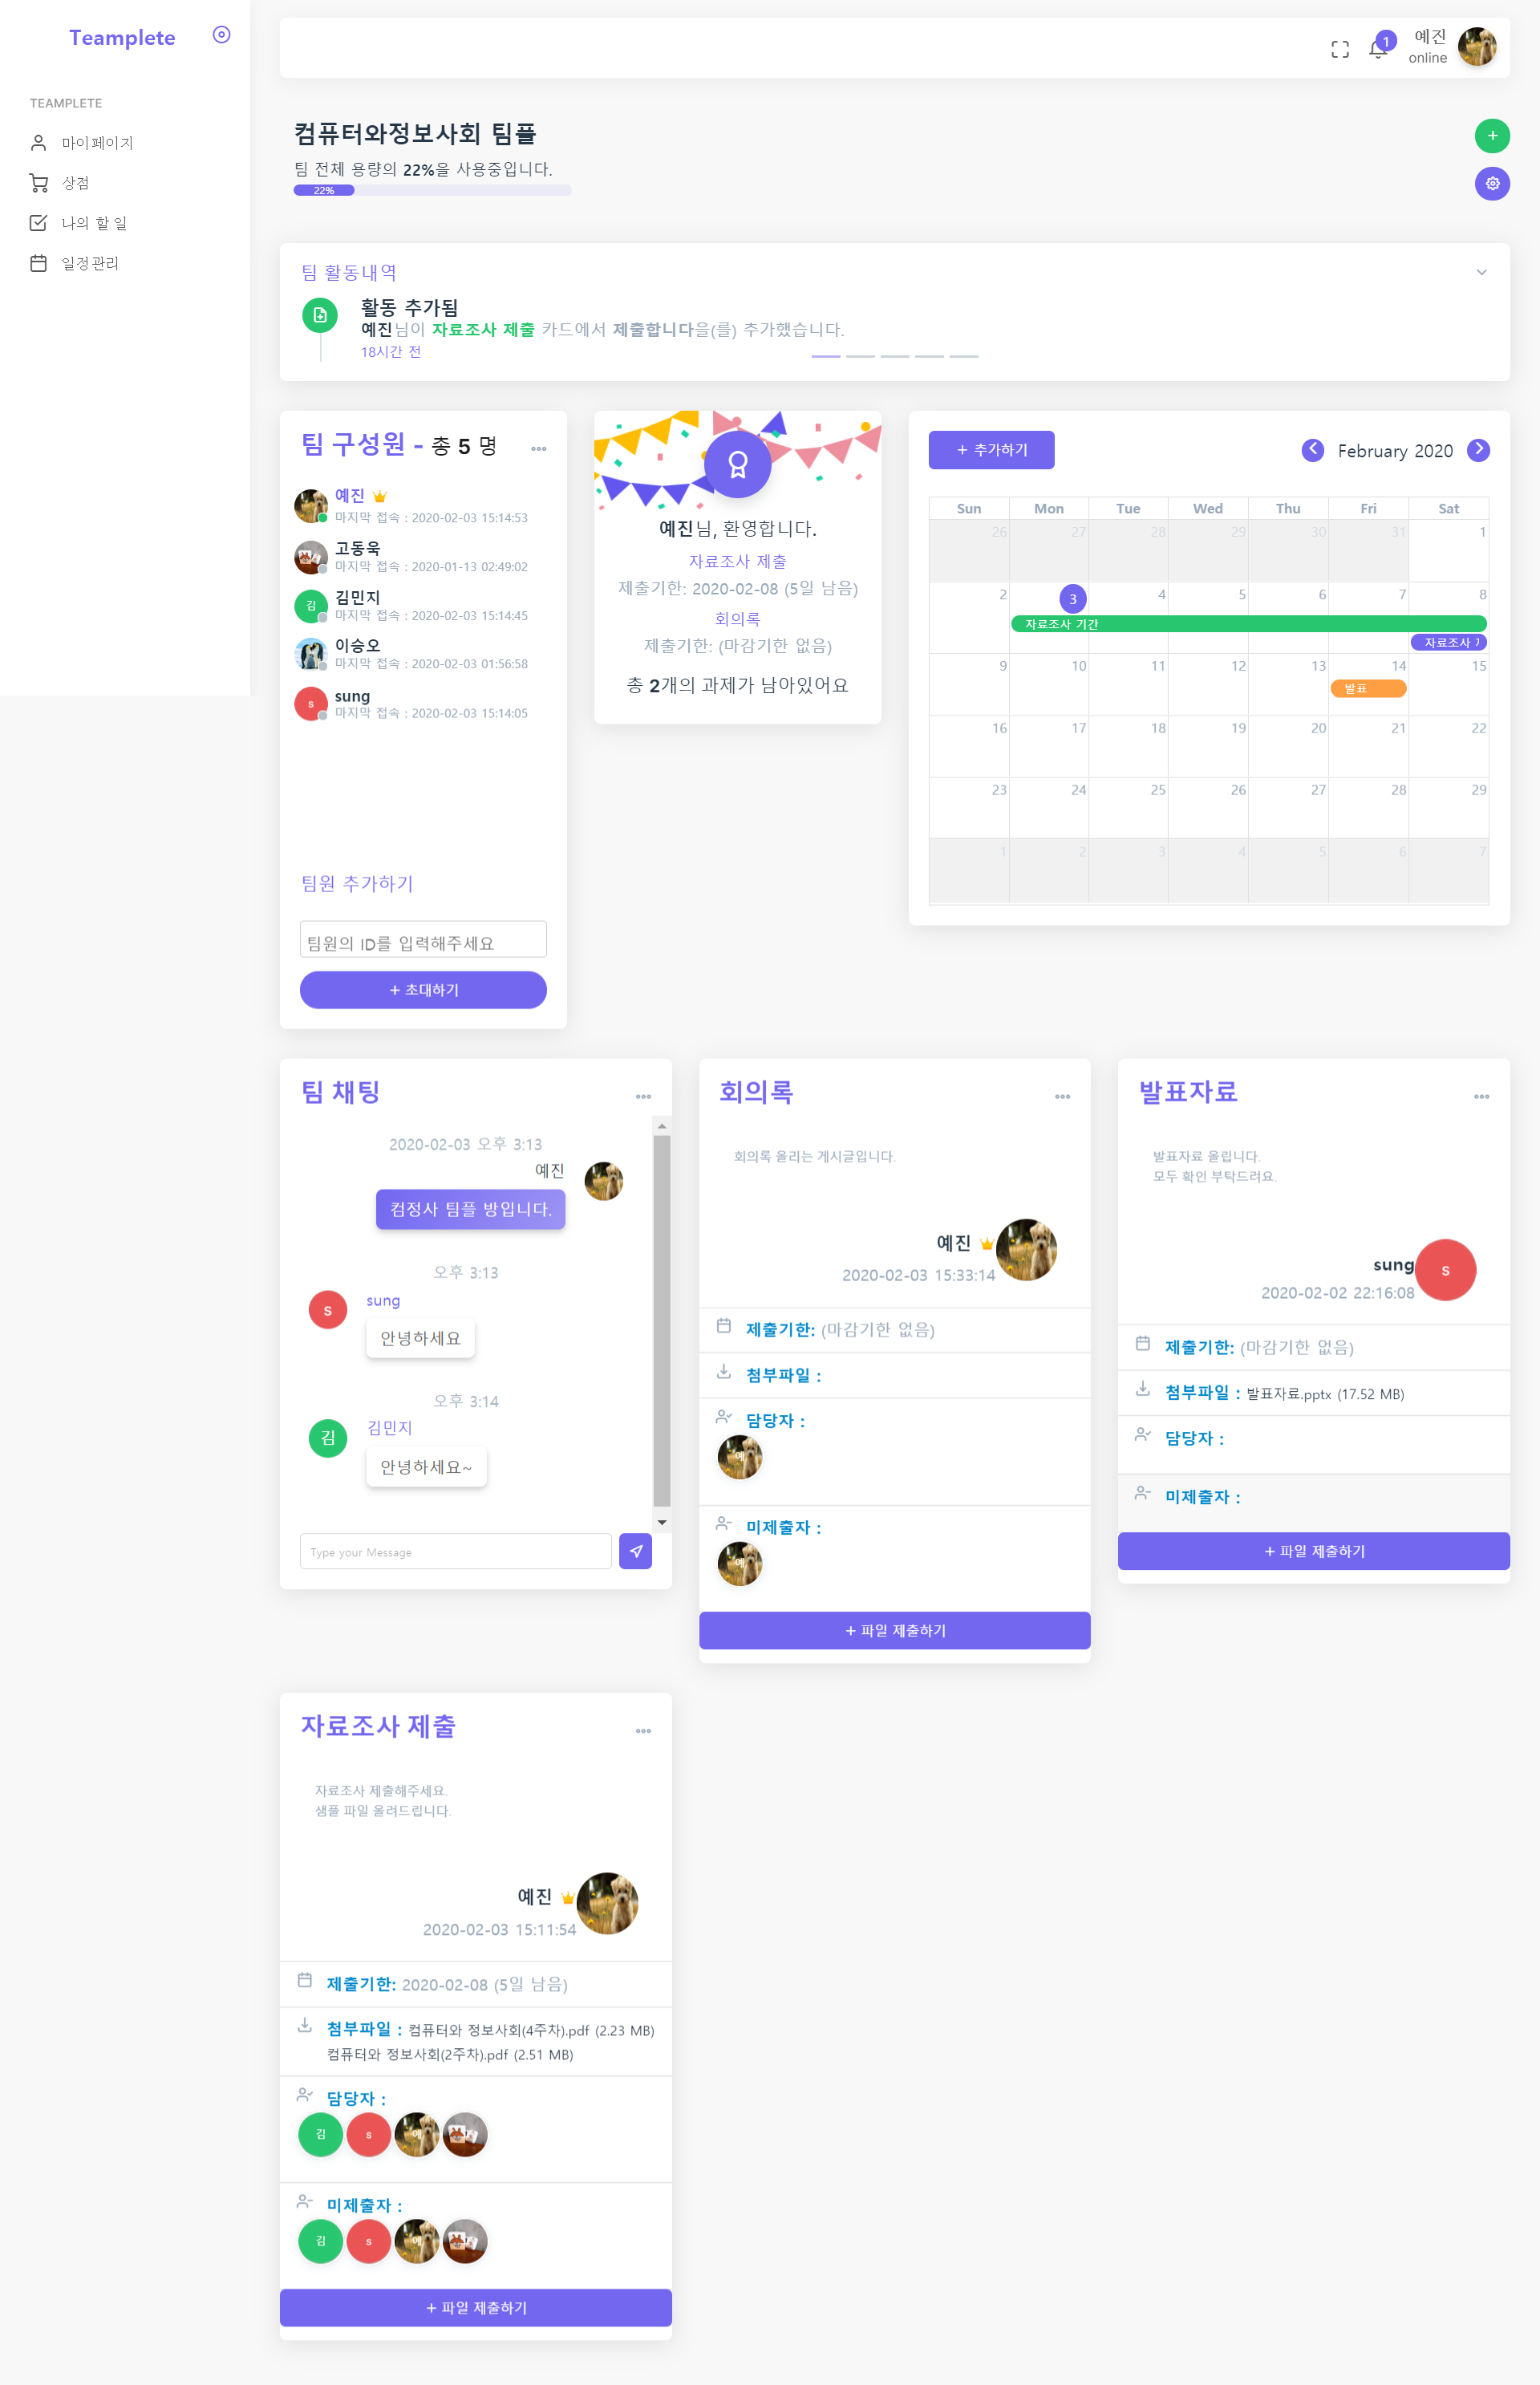 Teamplete
TEAMPLETE
마이페이지
상점
나의 할 일
일정관리
1
예진
online
컴퓨터와정보사회 팀플
팀 전체 용량의 22%을 사용중입니다.
22%
팀 활동내역
활동 추가됨
예진님이 자료조사 제출 카드에서 제출합니다을(를) 추가했습니다.
18시간 전
팀 구성원 - 총 5 명
예진
마지막 접속 : 2020-02-03 15:14:53
고동욱
마지막 접속 : 2020-01-13 02:49:02
김
김민지
마지막 접속 : 2020-02-03 15:14:45
이승오
마지막 접속 : 2020-02-03 01:56:58
s
sung
마지막 접속 : 2020-02-03 15:14:05
팀원 추가하기
팀원의 ID를 입력해주세요
+ 초대하기
예진님, 환영합니다.
자료조사 제출
제출기한: 2020-02-08 (5일 남음)
회의록
제출기한: (마감기한 없음)
총 2개의 과제가 남아있어요
+ 추가하기
February 2020
Sun Mon Tue Wed Thu Fri Sat
26 27 28 29 30 31 1
2 3 4 5 6 7 8
자료조사 기간
자료조사
9 10 11 12 13 14 15
발표
16 17 18 19 20 21 22
23 24 25 26 27 28 29
1 2 3 4 5 6 7
팀 채팅
2020-02-03 오후 3:13
예진
컴정사 팀플 방입니다.
오후 3:13
s
sung
안녕하세요
오후 3:14
김
김민지
안녕하세요~
Type your Message
회의록
회의록 올리는 게시글입니다.
예진
2020-02-03 15:33:14
제출기한: (마감기한 없음)
첨부파일 :
담당자 :
예
미제출자 :
예
+ 파일 제출하기
발표자료
발표자료 올립니다.
모두 확인 부탁드려요.
sung
s
2020-02-02 22:16:08
제출기한: (마감기한 없음)
첨부파일 : 발표자료.pptx (17.52 MB)
담당자 :
미제출자 :
+ 파일 제출하기
자료조사 제출
자료조사 제출해주세요.
샘플 파일 올려드립니다.
예진
2020-02-03 15:11:54
제출기한: 2020-02-08 (5일 남음)
첨부파일 : 컴퓨터와 정보사회(4주차).pdf (2.23 MB)
컴퓨터와 정보사회(2주차).pdf (2.51 MB)
담당자 :
김 s 예
미제출자 :
김 s 예
+ 파일 제출하기